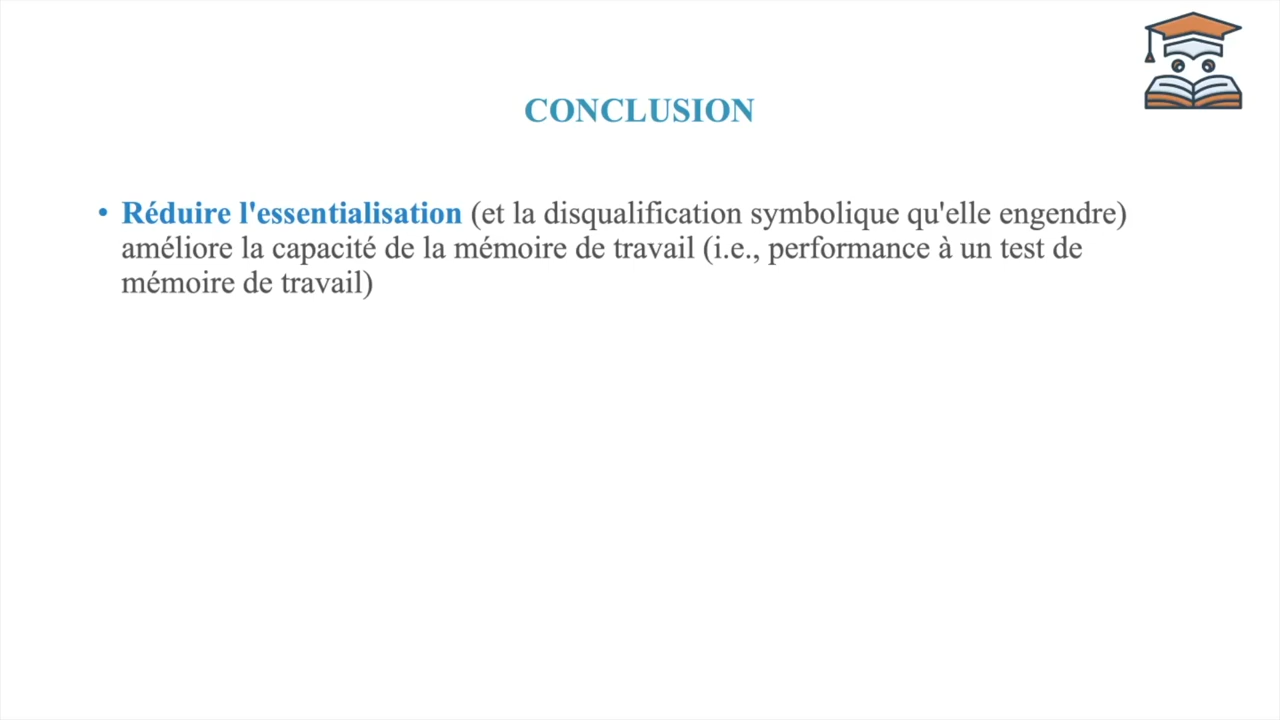 CONCLUSION
• Réduire l'essentialisation (et la disqualification symbolique qu'elle engendre)
améliore la capacité de la mémoire de travail (i.e., performance à un test de
mémoire de travail)